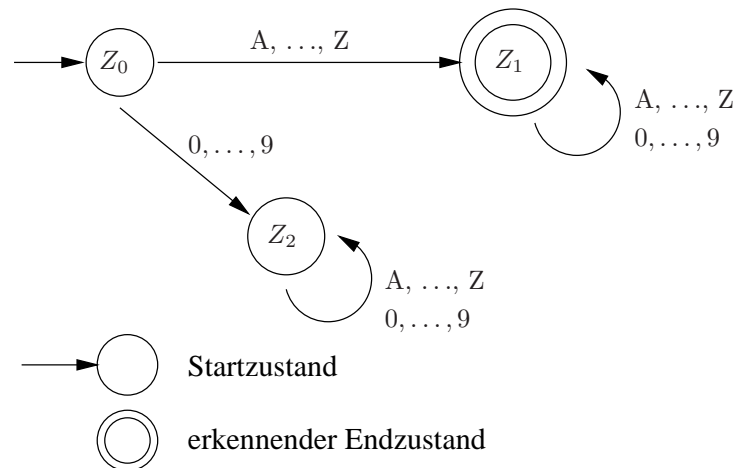 Z₀
A, ..., Z
Z₁
A, ..., Z
0, ..., 9
0, ..., 9
Z₂
A, ..., Z
0, ..., 9
Startzustand
erkennender Endzustand